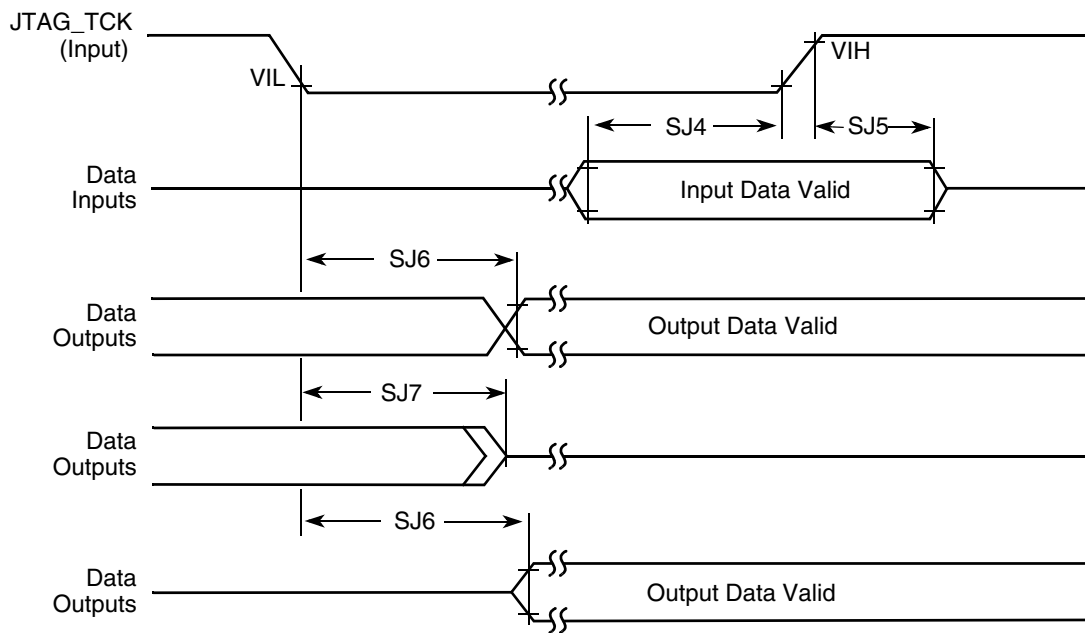 JTAG_TCK
(Input)
VIL
VIH
SJ4
SJ5
Data
Inputs
Input Data Valid
SJ6
Data
Outputs
Output Data Valid
SJ7
Data
Outputs
SJ6
Data
Outputs
Output Data Valid